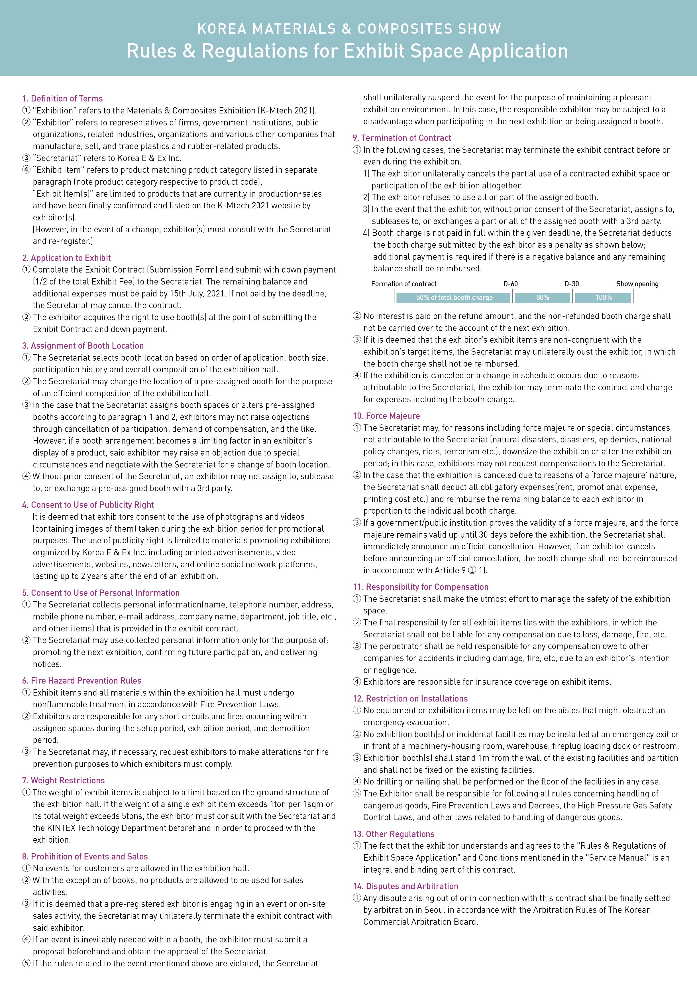 KOREA MATERIALS & COMPOSITES SHOW
Rules & Regulations for Exhibit Space Application
1. Definition of Terms
① "Exhibition” refers to the Materials & Composites Exhibition (K-Mtech 2021).
② “Exhibitor” refers to representatives of firms, government institutions, public
organizations, related industries, organizations and various other companies that
manufacture, sell, and trade plastics and rubber-related products.
③ “Secretariat” refers to Korea E & Ex Inc.
④ “Exhibit Item” refers to product matching product category listed in separate
paragraph (note product category respective to product code),
“Exhibit Item(s)” are limited to products that are currently in production•sales
and have been finally confirmed and listed on the K-Mtech 2021 website by
exhibitor(s).
(However, in the event of a change, exhibitor(s) must consult with the Secretariat
and re-register.)
2. Application to Exhibit
① Complete the Exhibit Contract (Submission Form) and submit with down payment
(1/2 of the total Exhibit Fee) to the Secretariat. The remaining balance and
additional expenses must be paid by 15th July, 2021. If not paid by the deadline,
the Secretariat may cancel the contract.
② The exhibitor acquires the right to use booth(s) at the point of submitting the
Exhibit Contract and down payment.
3. Assignment of Booth Location
① The Secretariat selects booth location based on order of application, booth size,
participation history and overall composition of the exhibition hall.
② The Secretariat may change the location of a pre-assigned booth for the purpose
of an efficient composition of the exhibition hall.
③ In the case that the Secretariat assigns booth spaces or alters pre-assigned
booths according to paragraph 1 and 2, exhibitors may not raise objections
through cancellation of participation, demand of compensation, and the like.
However, if a booth arrangement becomes a limiting factor in an exhibitor’s
display of a product, said exhibitor may raise an objection due to special
circumstances and negotiate with the Secretariat for a change of booth location.
④ Without prior consent of the Secretariat, an exhibitor may not assign to, sublease
to, or exchange a pre-assigned booth with a 3rd party.
4. Consent to Use of Publicity Right
It is deemed that exhibitors consent to the use of photographs and videos
(containing images of them) taken during the exhibition period for promotional
purposes. The use of publicity right is limited to materials promoting exhibitions
organized by Korea E & Ex Inc. including printed advertisements, video
advertisements, websites, newsletters, and online social network platforms,
lasting up to 2 years after the end of an exhibition.
5. Consent to Use of Personal Information
① The Secretariat collects personal information(name, telephone number, address,
mobile phone number, e-mail address, company name, department, job title, etc.,
and other items) that is provided in the exhibit contract.
② The Secretariat may use collected personal information only for the purpose of:
promoting the next exhibition, confirming future participation, and delivering
notices.
6. Fire Hazard Prevention Rules
① Exhibit items and all materials within the exhibition hall must undergo
nonflammable treatment in accordance with Fire Prevention Laws.
② Exhibitors are responsible for any short circuits and fires occurring within
assigned spaces during the setup period, exhibition period, and demolition
period.
③ The Secretariat may, if necessary, request exhibitors to make alterations for fire
prevention purposes to which exhibitors must comply.
7. Weight Restrictions
① The weight of exhibit items is subject to a limit based on the ground structure of
the exhibition hall. If the weight of a single exhibit item exceeds 1ton per 1sqm or
its total weight exceeds 5tons, the exhibitor must consult with the Secretariat and
the KINTEX Technology Department beforehand in order to proceed with the
exhibition.
8. Prohibition of Events and Sales
① No events for customers are allowed in the exhibition hall.
② With the exception of books, no products are allowed to be used for sales
activities.
③ If it is deemed that a pre-registered exhibitor is engaging in an event or on-site
sales activity, the Secretariat may unilaterally terminate the exhibit contract with
said exhibitor.
④ If an event is inevitably needed within a booth, the exhibitor must submit a
proposal beforehand and obtain the approval of the Secretariat.
⑤ If the rules related to the event mentioned above are violated, the Secretariat
shall unilaterally suspend the event for the purpose of maintaining a pleasant
exhibition environment. In this case, the responsible exhibitor may be subject to a
disadvantage when participating in the next exhibition or being assigned a booth.
9. Termination of Contract
① In the following cases, the Secretariat may terminate the exhibit contract before or
even during the exhibition.
1) The exhibitor unilaterally cancels the partial use of a contracted exhibit space or
participation of the exhibition altogether.
2) The exhibitor refuses to use all or part of the assigned booth.
3) In the event that the exhibitor, without prior consent of the Secretariat, assigns to,
subleases to, or exchanges a part or all of the assigned booth with a 3rd party.
4) Booth charge is not paid in full within the given deadline, the Secretariat deducts
the booth charge submitted by the exhibitor as a penalty as shown below;
additional payment is required if there is a negative balance and any remaining
balance shall be reimbursed.
Formation of contract D-60 D-30 Show opening
50% of total booth charge 80% 100%
② No interest is paid on the refund amount, and the non-refunded booth charge shall
not be carried over to the account of the next exhibition.
③ If it is deemed that the exhibitor’s exhibit items are non-congruent with the
exhibition’s target items, the Secretariat may unilaterally oust the exhibitor, in which
the booth charge shall not be reimbursed.
④ If the exhibition is canceled or a change in schedule occurs due to reasons
attributable to the Secretariat, the exhibitor may terminate the contract and charge
for expenses including the booth charge.
10. Force Majeure
① The Secretariat may, for reasons including force majeure or special circumstances
not attributable to the Secretariat (natural disasters, disasters, epidemics, national
policy changes, riots, terrorism etc.), downsize the exhibition or alter the exhibition
period; in this case, exhibitors may not request compensations to the Secretariat.
② In the case that the exhibition is canceled due to reasons of a ‘force majeure’ nature,
the Secretariat shall deduct all obligatory expenses(rent, promotional expense,
printing cost etc.) and reimburse the remaining balance to each exhibitor in
proportion to the individual booth charge.
③ If a government/public institution proves the validity of a force majeure, and the force
majeure remains valid up until 30 days before the exhibition, the Secretariat shall
immediately announce an official cancellation. However, if an exhibitor cancels
before announcing an official cancellation, the booth charge shall not be reimbursed
in accordance with Article 9 ① 1).
11. Responsibility for Compensation
① The Secretariat shall make the utmost effort to manage the safety of the exhibition
space.
② The final responsibility for all exhibit items lies with the exhibitors, in which the
Secretariat shall not be liable for any compensation due to loss, damage, fire, etc.
③ The perpetrator shall be held responsible for any compensation owe to other
companies for accidents including damage, fire, etc, due to an exhibitor's intention
or negligence.
④ Exhibitors are responsible for insurance coverage on exhibit items.
12. Restriction on Installations
① No equipment or exhibition items may be left on the aisles that might obstruct an
emergency evacuation.
② No exhibition booth(s) or incidental facilities may be installed at an emergency exit or
in front of a machinery-housing room, warehouse, fireplug loading dock or restroom.
③ Exhibition booth(s) shall stand 1m from the wall of the existing facilities and partition
and shall not be fixed on the existing facilities.
④ No drilling or nailing shall be performed on the floor of the facilities in any case.
⑤ The Exhibitor shall be responsible for following all rules concerning handling of
dangerous goods, Fire Prevention Laws and Decrees, the High Pressure Gas Safety
Control Laws, and other laws related to handling of dangerous goods.
13. Other Regulations
① The fact that the exhibitor understands and agrees to the "Rules & Regulations of
Exhibit Space Application" and Conditions mentioned in the "Service Manual" is an
integral and binding part of this contract.
14. Disputes and Arbitration
① Any dispute arising out of or in connection with this contract shall be finally settled
by arbitration in Seoul in accordance with the Arbitration Rules of The Korean
Commercial Arbitration Board.